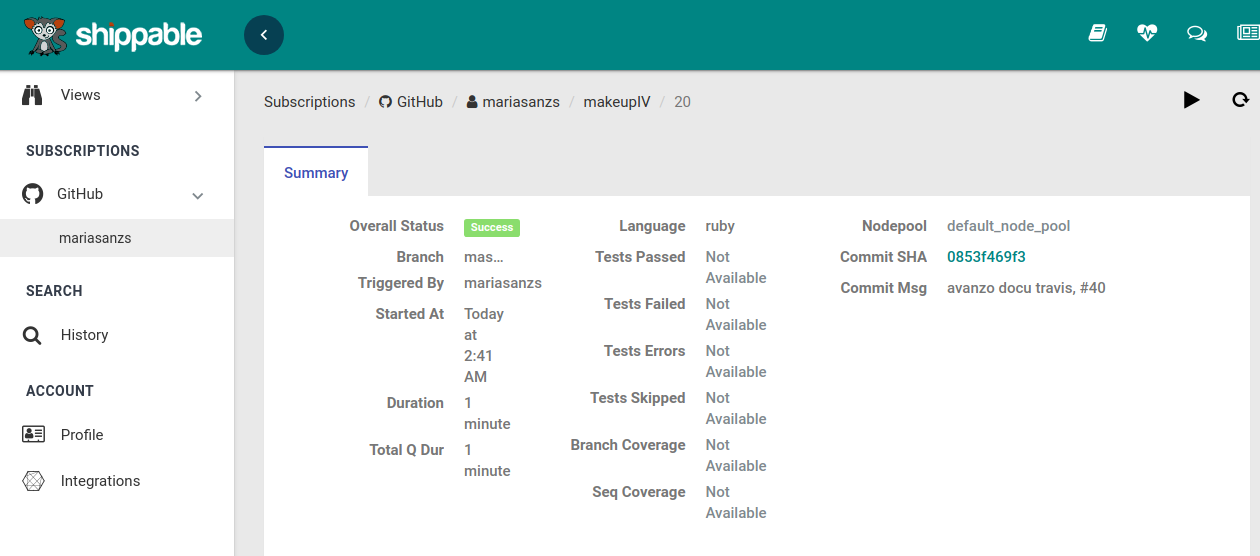 shippable
Views
SUBSCRIPTIONS
GitHub
mariasanzs
SEARCH
History
ACCOUNT
Profile
Integrations
Subscriptions / GitHub / mariasanzs / makeupIV / 20
Summary
Overall Status Success
Branch mas...
Triggered By mariasanzs
Started At Today
at
2:41
AM
Duration 1
minute
Total Q Dur 1
minute
Language ruby
Tests Passed Not
Available
Tests Failed Not
Available
Tests Errors Not
Available
Tests Skipped Not
Available
Branch Coverage Not
Available
Seq Coverage Not
Available
Nodepool default_node_pool
Commit SHA 0853f469f3
Commit Msg avanzo docu travis, #40